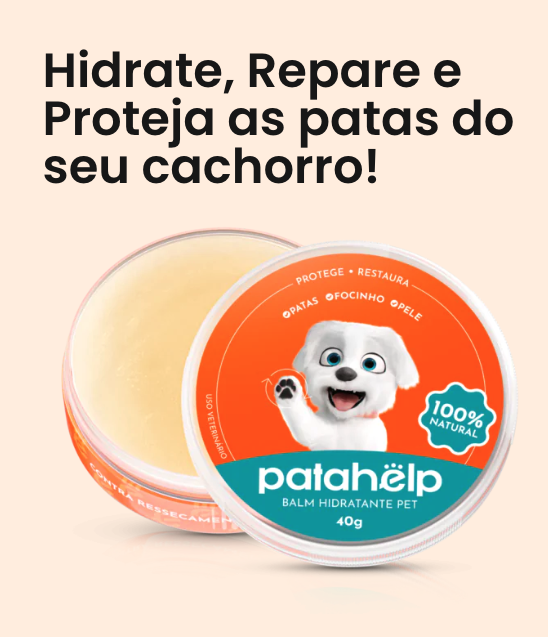 Hidrate, Repare e
Proteja as patas do
seu cachorro!
PROTEGE • RESTAURA
PATAS FOCINHO PELE
USO VETERINÁRIO
100%
NATURAL
patahëlp
BALM HIDRATANTE PET
40g
CONTRA RESSECAMEN